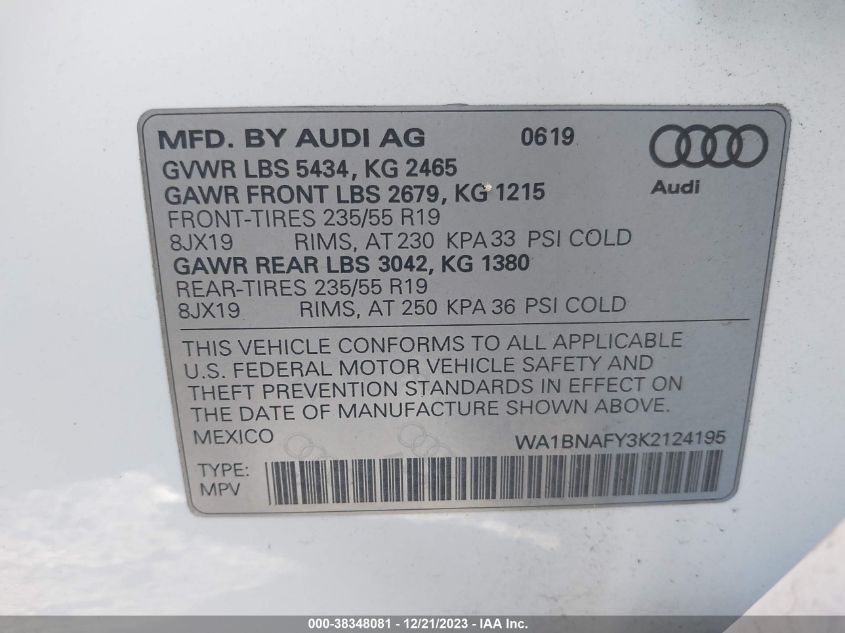 MFD. BY AUDI AG 0619
GVWR LBS 5434, KG 2465
GAWR FRONT LBS 2679, KG 1215
Audi
FRONT-TIRES 235/55 R19
8JX19 RIMS, AT 230 KPA 33 PSI COLD
GAWR REAR LBS 3042, KG 1380
REAR-TIRES 235/55 R19
8JX19 RIMS, AT 250 KPA 36 PSI COLD
THIS VEHICLE CONFORMS TO ALL APPLICABLE
U.S. FEDERAL MOTOR VEHICLE SAFETY AND
THEFT PREVENTION STANDARDS IN EFFECT ON
THE DATE OF MANUFACTURE SHOWN ABOVE.
MEXICO WA1BNAFY3K2124195
TYPE:
MPV
000-38348081 - 12/21/2023 - IAA Inc.